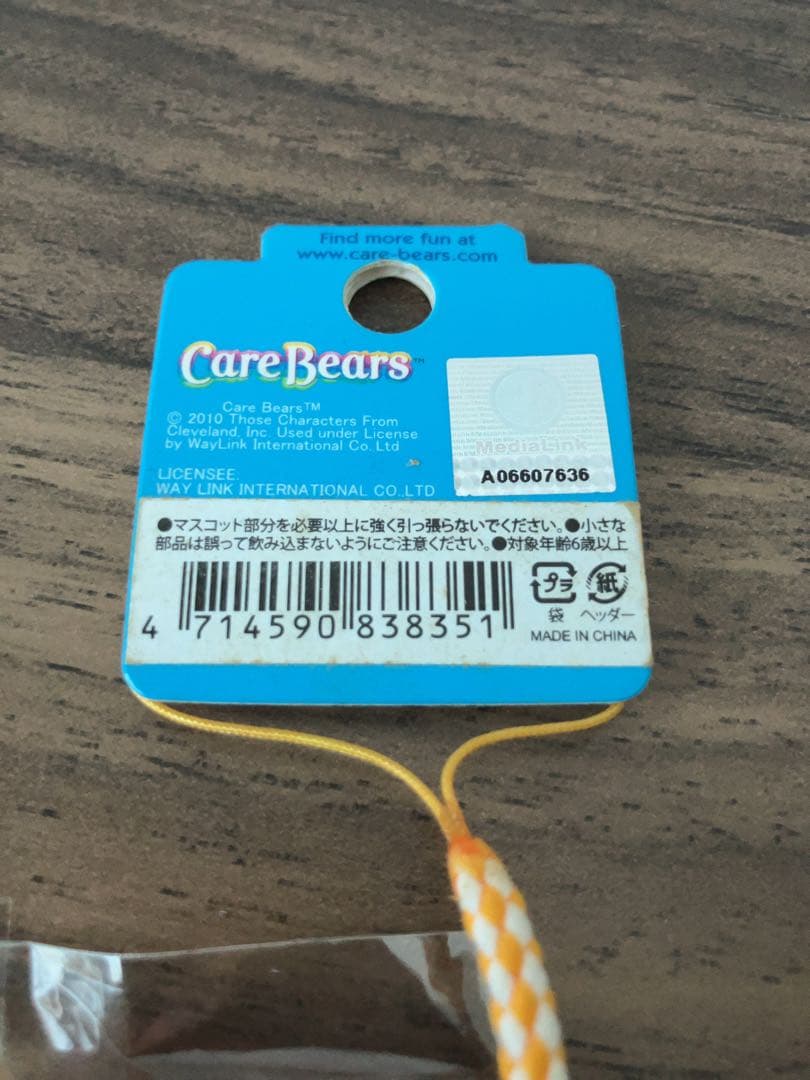 Find more fun at
www.care-bears.com
Care Bears™
Care Bears™
© 2010 Those Characters From
Cleveland, Inc. Used under License
by WayLink International Co. Ltd
LICENSEE:
WAY LINK INTERNATIONAL CO.,LTD
MediaLink
A06607636
●マスコット部分を必要以上に強く引っ張らないでください。●小さな
部品は誤って飲み込まないようにご注意ください。●対象年齢6歳以上
4 714590 838351
プラ 紙
袋 ヘッダー
MADE IN CHINA